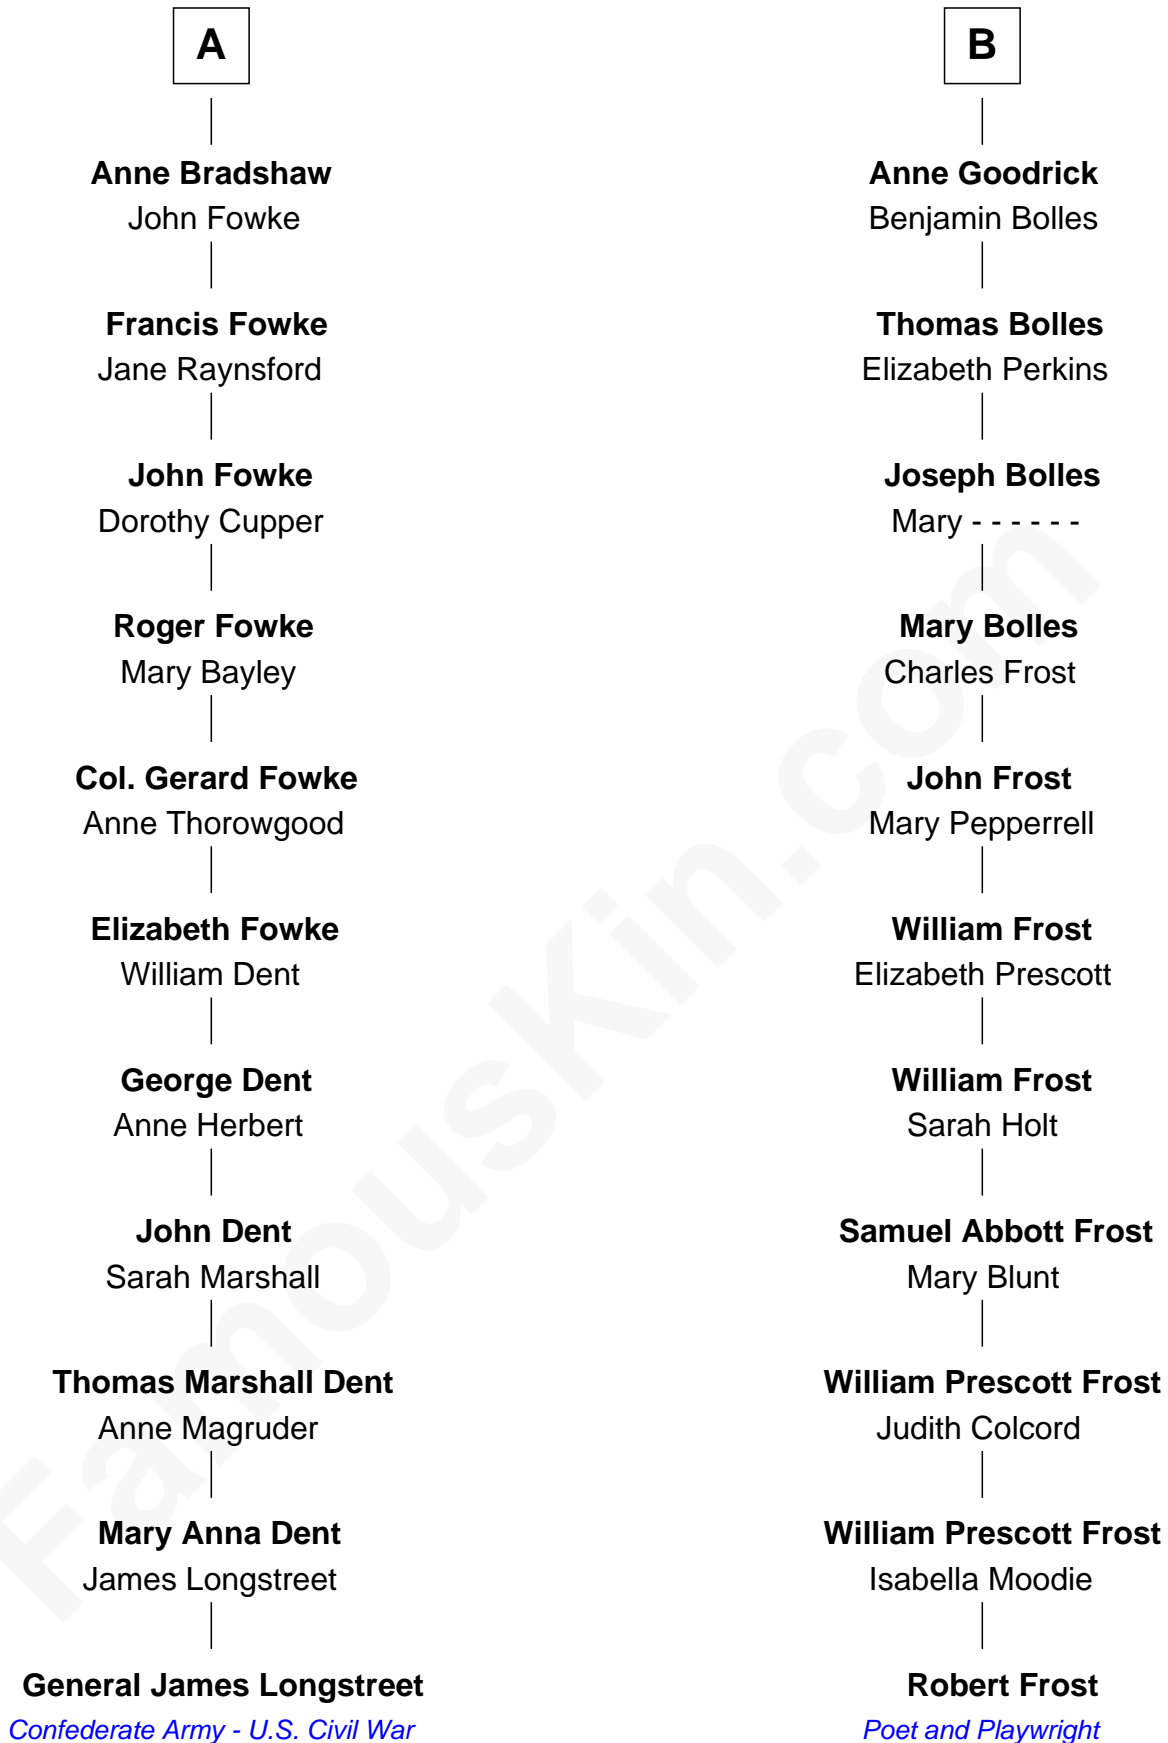 A
Anne Bradshaw
John Fowke
Francis Fowke
Jane Raynsford
John Fowke
Dorothy Cupper
Roger Fowke
Mary Bayley
Col. Gerard Fowke
Anne Thorowgood
Elizabeth Fowke
William Dent
George Dent
Anne Herbert
John Dent
Sarah Marshall
Thomas Marshall Dent
Anne Magruder
Mary Anna Dent
James Longstreet
General James Longstreet
Confederate Army - U.S. Civil War
B
Anne Goodrick
Benjamin Bolles
Thomas Bolles
Elizabeth Perkins
Joseph Bolles
Mary - - - - - -
Mary Bolles
Charles Frost
John Frost
Mary Pepperrell
William Frost
Elizabeth Prescott
William Frost
Sarah Holt
Samuel Abbott Frost
Mary Blunt
William Prescott Frost
Judith Colcord
William Prescott Frost
Isabella Moodie
Robert Frost
Poet and Playwright
FamousKin.com